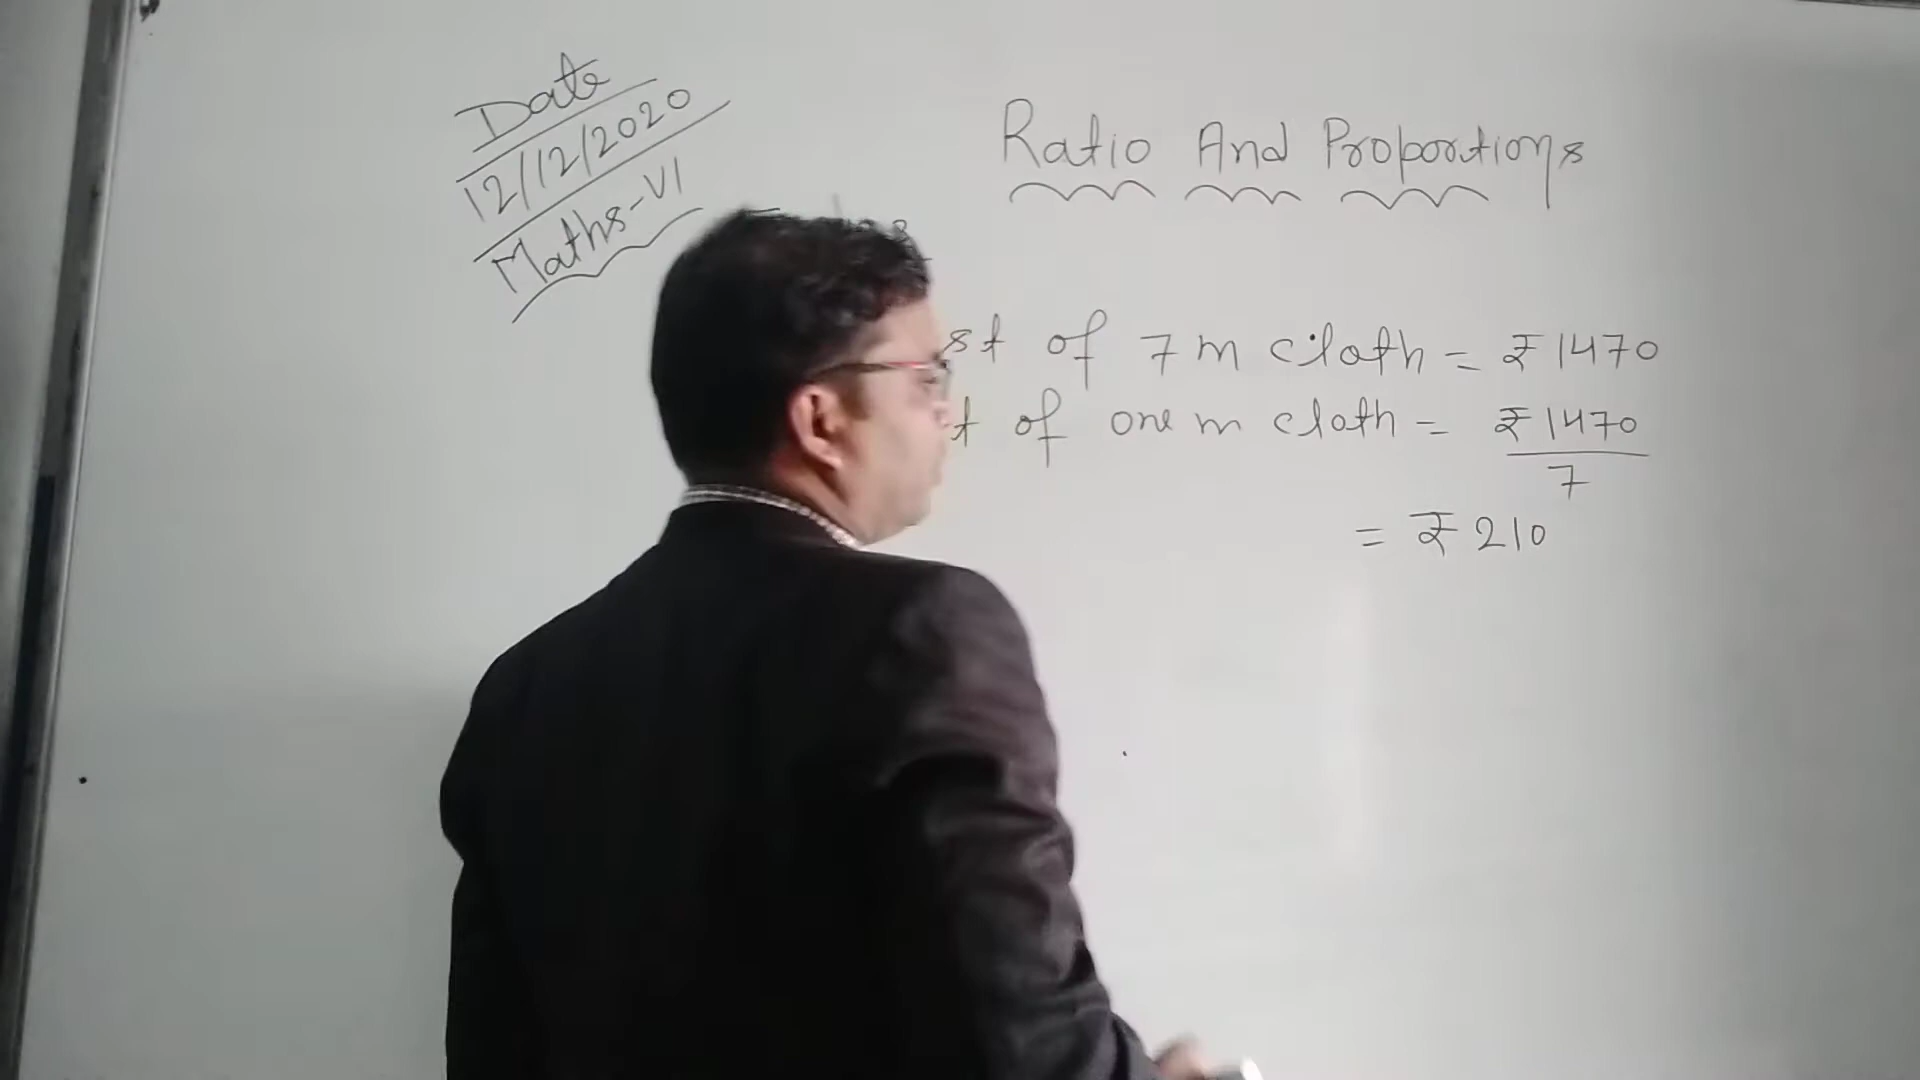 Date
12/12/2020
Maths-VI
Ratio And Proportions
of 7 m cloth = ₹ 1470
of one m cloth = ₹ 1470
7
= ₹ 210